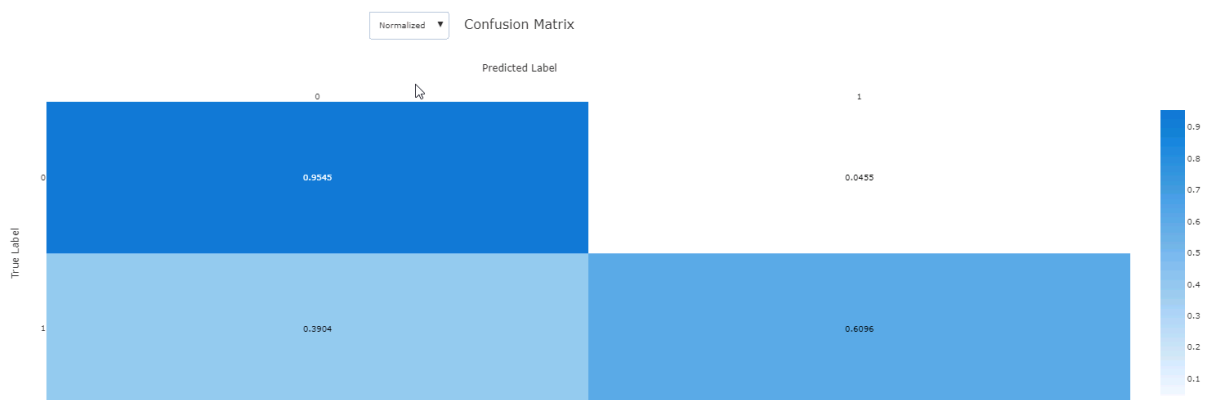 Normalized ▼ Confusion Matrix
Predicted Label
0 1
0.9
0.8
0 0.9545 0.0455
0.7
0.6
True Label
0.5
0.4
0.3
1 0.3904 0.6096
0.2
0.1